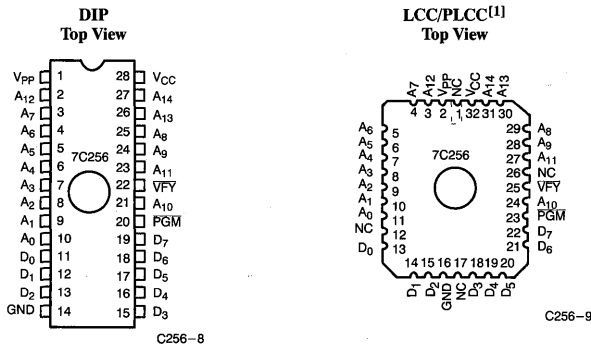 DIP
Top View
VPP 1 28 VCC
A12 2 27 A14
A7 3 26 A13
A6 4 25 A8
A5 5 24 A9
A4 6 23 A11
A3 7 22 VFY
A2 8 21 A10
A1 9 20 PGM
A0 10 19 D7
D0 11 18 D6
D1 12 17 D5
D2 13 16 D4
GND 14 15 D3
7C256
C256-8
LCC/PLCC[1]
Top View
A7 A12 VPP NC VCC A14 A13
4 3 2 1 32 31 30
A6 5 29 A8
A5 6 28 A9
A4 7 27 A11
A3 8 26 NC
A2 9 25 VFY
A1 10 24 A10
A0 11 23 PGM
NC 12 22 D7
D0 13 21 D6
7C256
14 15 16 17 18 19 20
D1 D2 GND NC D3 D4 D5
C256-9